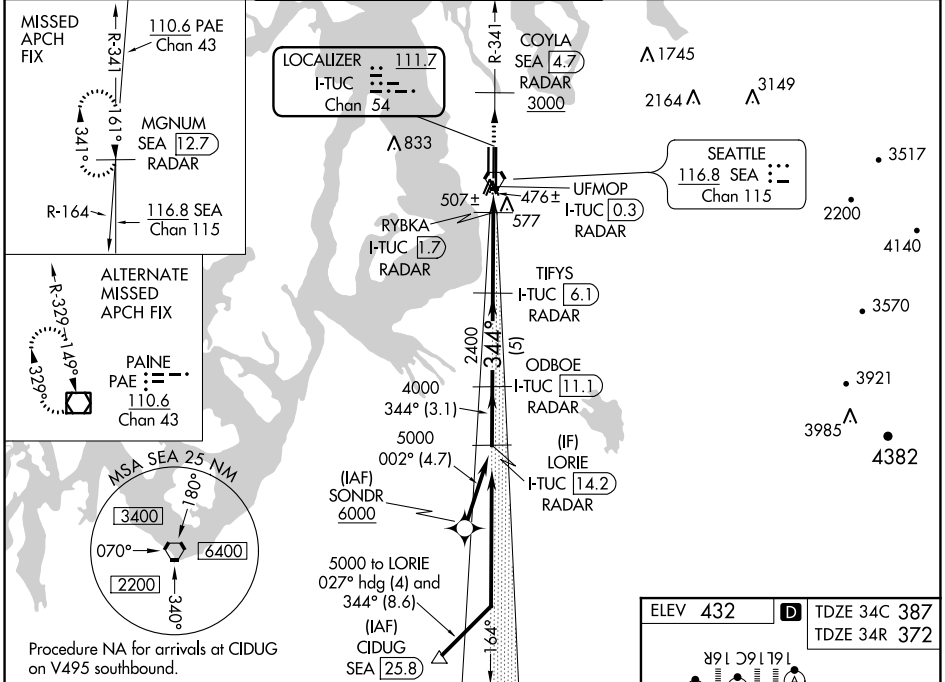 MISSED
APCH
FIX
110.6 PAE
Chan 43
R-341
161°
341°
MGNUM
SEA 12.7
RADAR
R-164
116.8 SEA
Chan 115
ALTERNATE
MISSED
APCH FIX
R-329
149°
329°
PAINE
PAE
110.6
Chan 43
MSA SEA 25 NM
180°
3400
070°
6400
2200
340°
Procedure NA for arrivals at CIDUG
on V495 southbound.
LOCALIZER 111.7
I-TUC
Chan 54
R-341
COYLA
SEA 4.7
RADAR
3000
1745
2164
3149
833
SEATTLE
116.8 SEA
Chan 115
3517
2200
4140
507±
476±
577
UFMOP
I-TUC 0.3
RADAR
RYBKA
I-TUC 1.7
RADAR
TIFYS
I-TUC 6.1
RADAR
3570
2400
344°
(5)
ODBOE
I-TUC 11.1
RADAR
3921
3985
4382
4000
344° (3.1)
5000
002° (4.7)
(IF)
LORIE
I-TUC 14.2
RADAR
(IAF)
SONDR
6000
5000 to LORIE
027° hdg (4) and
344° (8.6)
(IAF)
CIDUG
SEA 25.8
164°
ELEV 432
D
TDZE 34C 387
TDZE 34R 372
16R
16C
16L
A